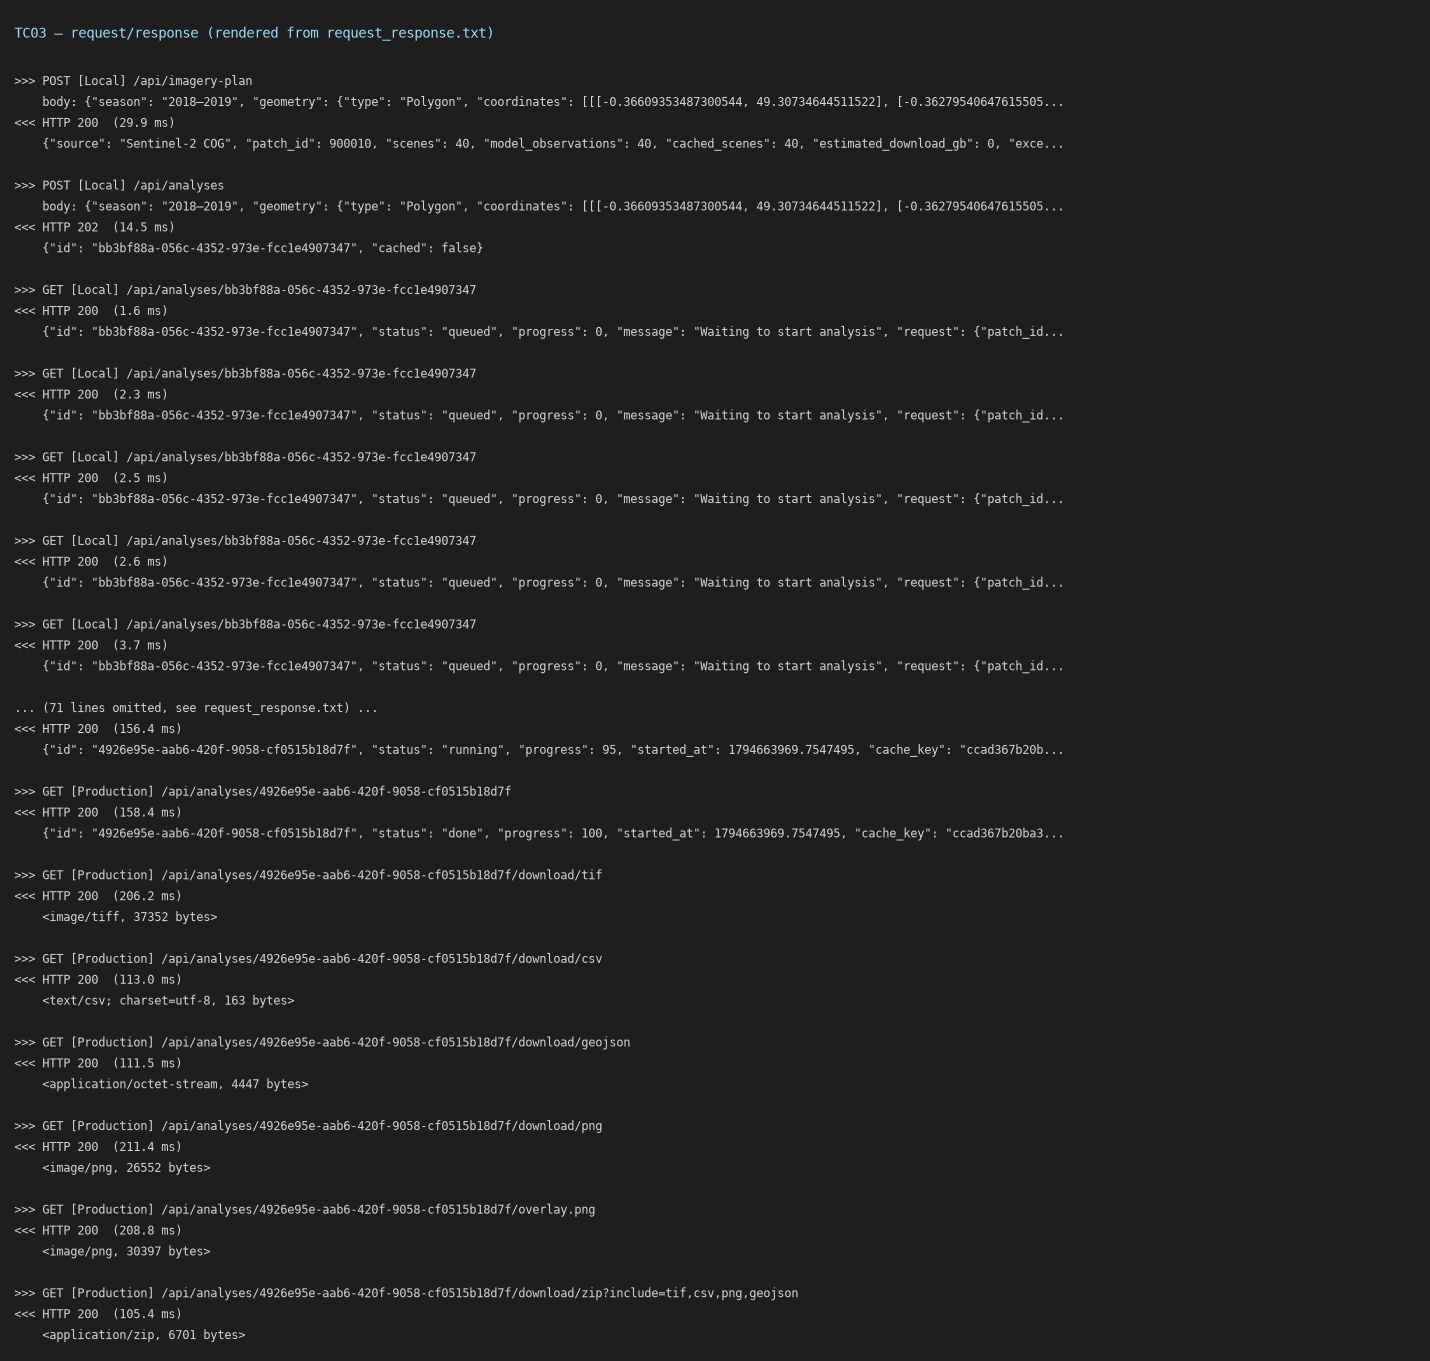 TC03 — request/response (rendered from request_response.txt)
>>> POST [Local] /api/imagery-plan
body: {"season": "2018–2019", "geometry": {"type": "Polygon", "coordinates": [[[-0.36609353487300544, 49.30734644511522], [-0.36279540647615505...
<<< HTTP 200  (29.9 ms)
{"source": "Sentinel-2 COG", "patch_id": 900010, "scenes": 40, "model_observations": 40, "cached_scenes": 40, "estimated_download_gb": 0, "exce...
>>> POST [Local] /api/analyses
body: {"season": "2018–2019", "geometry": {"type": "Polygon", "coordinates": [[[-0.36609353487300544, 49.30734644511522], [-0.36279540647615505...
<<< HTTP 202  (14.5 ms)
{"id": "bb3bf88a-056c-4352-973e-fcc1e4907347", "cached": false}
>>> GET [Local] /api/analyses/bb3bf88a-056c-4352-973e-fcc1e4907347
<<< HTTP 200  (1.6 ms)
{"id": "bb3bf88a-056c-4352-973e-fcc1e4907347", "status": "queued", "progress": 0, "message": "Waiting to start analysis", "request": {"patch_id...
>>> GET [Local] /api/analyses/bb3bf88a-056c-4352-973e-fcc1e4907347
<<< HTTP 200  (2.3 ms)
{"id": "bb3bf88a-056c-4352-973e-fcc1e4907347", "status": "queued", "progress": 0, "message": "Waiting to start analysis", "request": {"patch_id...
>>> GET [Local] /api/analyses/bb3bf88a-056c-4352-973e-fcc1e4907347
<<< HTTP 200  (2.5 ms)
{"id": "bb3bf88a-056c-4352-973e-fcc1e4907347", "status": "queued", "progress": 0, "message": "Waiting to start analysis", "request": {"patch_id...
>>> GET [Local] /api/analyses/bb3bf88a-056c-4352-973e-fcc1e4907347
<<< HTTP 200  (2.6 ms)
{"id": "bb3bf88a-056c-4352-973e-fcc1e4907347", "status": "queued", "progress": 0, "message": "Waiting to start analysis", "request": {"patch_id...
>>> GET [Local] /api/analyses/bb3bf88a-056c-4352-973e-fcc1e4907347
<<< HTTP 200  (3.7 ms)
{"id": "bb3bf88a-056c-4352-973e-fcc1e4907347", "status": "queued", "progress": 0, "message": "Waiting to start analysis", "request": {"patch_id...
... (71 lines omitted, see request_response.txt) ...
<<< HTTP 200  (156.4 ms)
{"id": "4926e95e-aab6-420f-9058-cf0515b18d7f", "status": "running", "progress": 95, "started_at": 1794663969.7547495, "cache_key": "ccad367b20b...
>>> GET [Production] /api/analyses/4926e95e-aab6-420f-9058-cf0515b18d7f
<<< HTTP 200  (158.4 ms)
{"id": "4926e95e-aab6-420f-9058-cf0515b18d7f", "status": "done", "progress": 100, "started_at": 1794663969.7547495, "cache_key": "ccad367b20ba3...
>>> GET [Production] /api/analyses/4926e95e-aab6-420f-9058-cf0515b18d7f/download/tif
<<< HTTP 200  (206.2 ms)
<image/tiff, 37352 bytes>
>>> GET [Production] /api/analyses/4926e95e-aab6-420f-9058-cf0515b18d7f/download/csv
<<< HTTP 200  (113.0 ms)
<text/csv; charset=utf-8, 163 bytes>
>>> GET [Production] /api/analyses/4926e95e-aab6-420f-9058-cf0515b18d7f/download/geojson
<<< HTTP 200  (111.5 ms)
<application/octet-stream, 4447 bytes>
>>> GET [Production] /api/analyses/4926e95e-aab6-420f-9058-cf0515b18d7f/download/png
<<< HTTP 200  (211.4 ms)
<image/png, 26552 bytes>
>>> GET [Production] /api/analyses/4926e95e-aab6-420f-9058-cf0515b18d7f/overlay.png
<<< HTTP 200  (208.8 ms)
<image/png, 30397 bytes>
>>> GET [Production] /api/analyses/4926e95e-aab6-420f-9058-cf0515b18d7f/download/zip?include=tif,csv,png,geojson
<<< HTTP 200  (105.4 ms)
<application/zip, 6701 bytes>